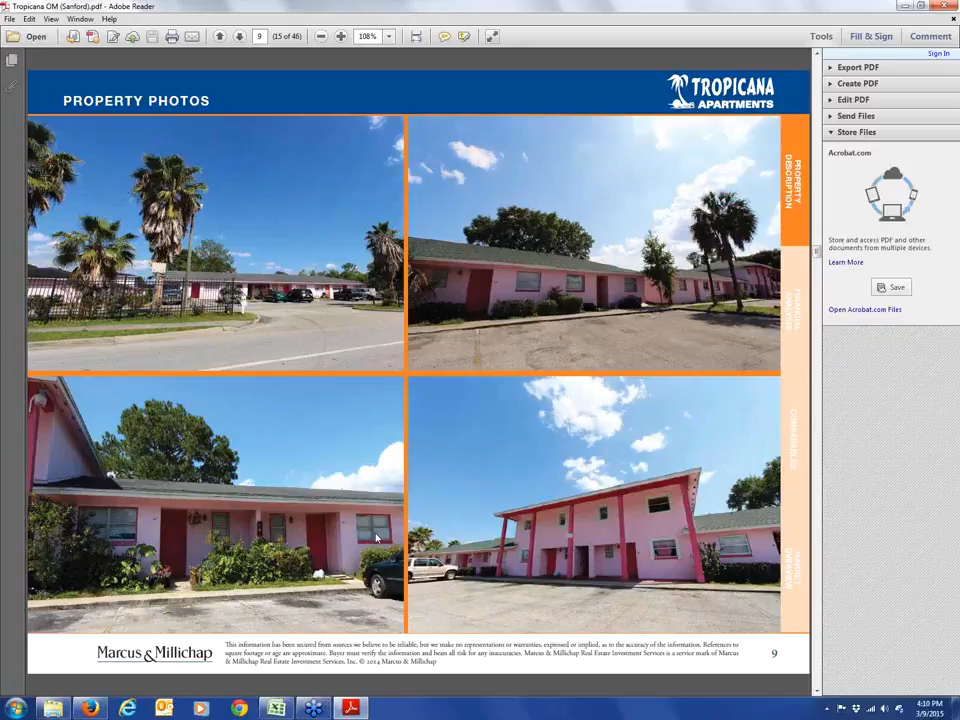 Tropicana OM (Sanford).pdf - Adobe Reader
File Edit View Window Help
Open
9
(15 of 46)
108%
Tools
Fill & Sign
Comment
Sign In
Export PDF
Create PDF
Edit PDF
Send Files
Store Files
Acrobat.com
Store and access PDF and other
documents from multiple devices.
Learn More
Save
Open Acrobat.com Files
PROPERTY PHOTOS
TROPICANA
APARTMENTS
PROPERTY
DESCRIPTION
FINANCIAL
ANALYSIS
COMPARABLES
MARKET
OVERVIEW
Marcus & Millichap
This information has been secured from sources we believe to be reliable, but we make no representations or warranties, expressed or implied, as to the accuracy of the information. References to
square footage or age are approximate. Buyer must verify the information and bears all risk for any inaccuracies. Marcus & Millichap Real Estate Investment Services is a service mark of Marcus
& Millichap Real Estate Investment Services, Inc. © 2014 Marcus & Millichap
9
4:10 PM
3/9/2015